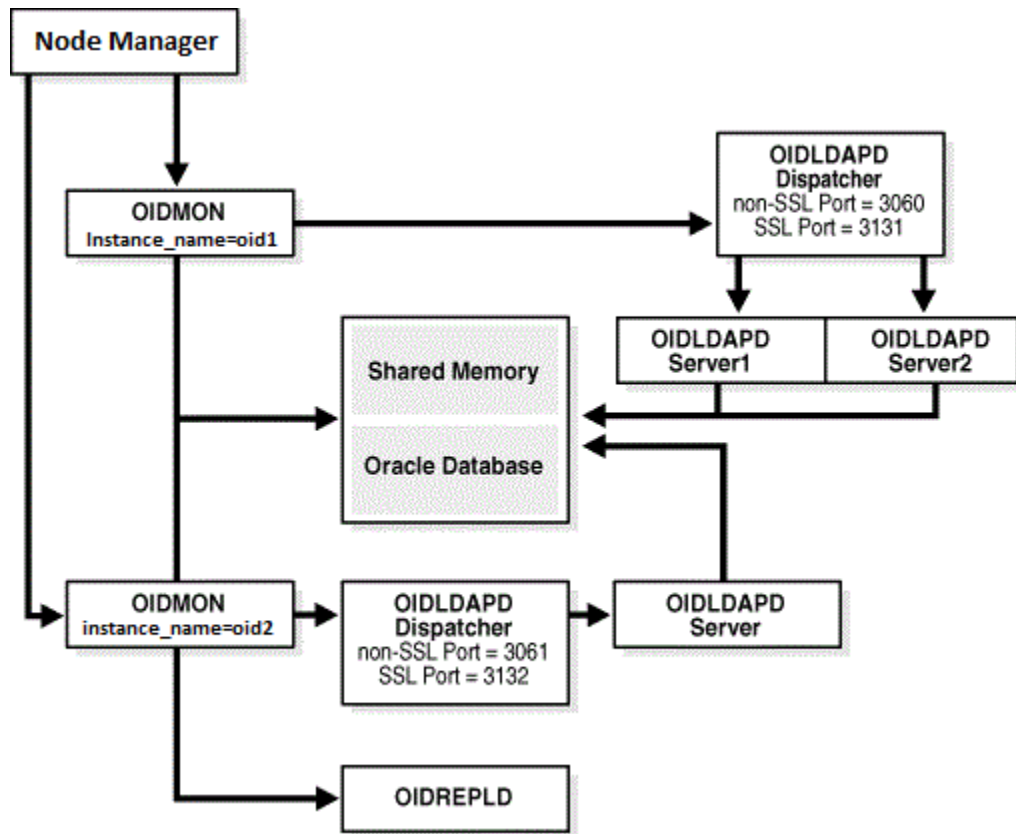 Node Manager
OIDMON
Instance_name=oid1
OIDLDAPD
Dispatcher
non-SSL Port = 3060
SSL Port = 3131
OIDLDAPD
Server1
OIDLDAPD
Server2
Shared Memory
Oracle Database
OIDMON
instance_name=oid2
OIDLDAPD
Dispatcher
non-SSL Port = 3061
SSL Port = 3132
OIDLDAPD
Server
OIDREPLD